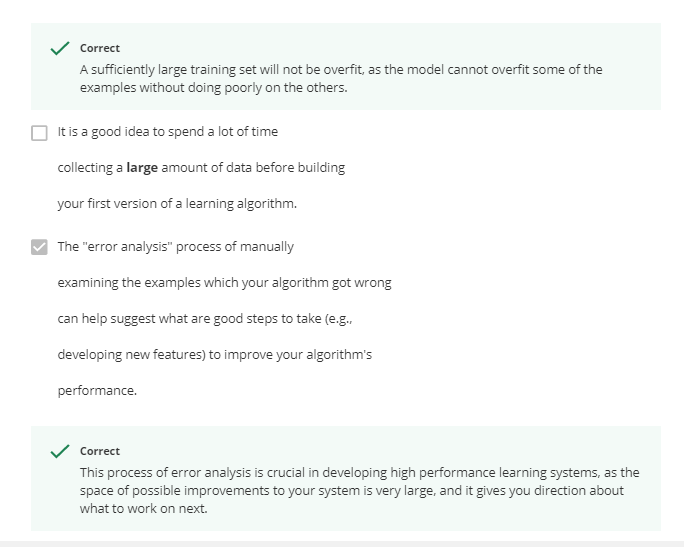 Correct
A sufficiently large training set will not be overfit, as the model cannot overfit some of the
examples without doing poorly on the others.
It is a good idea to spend a lot of time
collecting a large amount of data before building
your first version of a learning algorithm.
The "error analysis" process of manually
examining the examples which your algorithm got wrong
can help suggest what are good steps to take (e.g.,
developing new features) to improve your algorithm's
performance.
Correct
This process of error analysis is crucial in developing high performance learning systems, as the
space of possible improvements to your system is very large, and it gives you direction about
what to work on next.